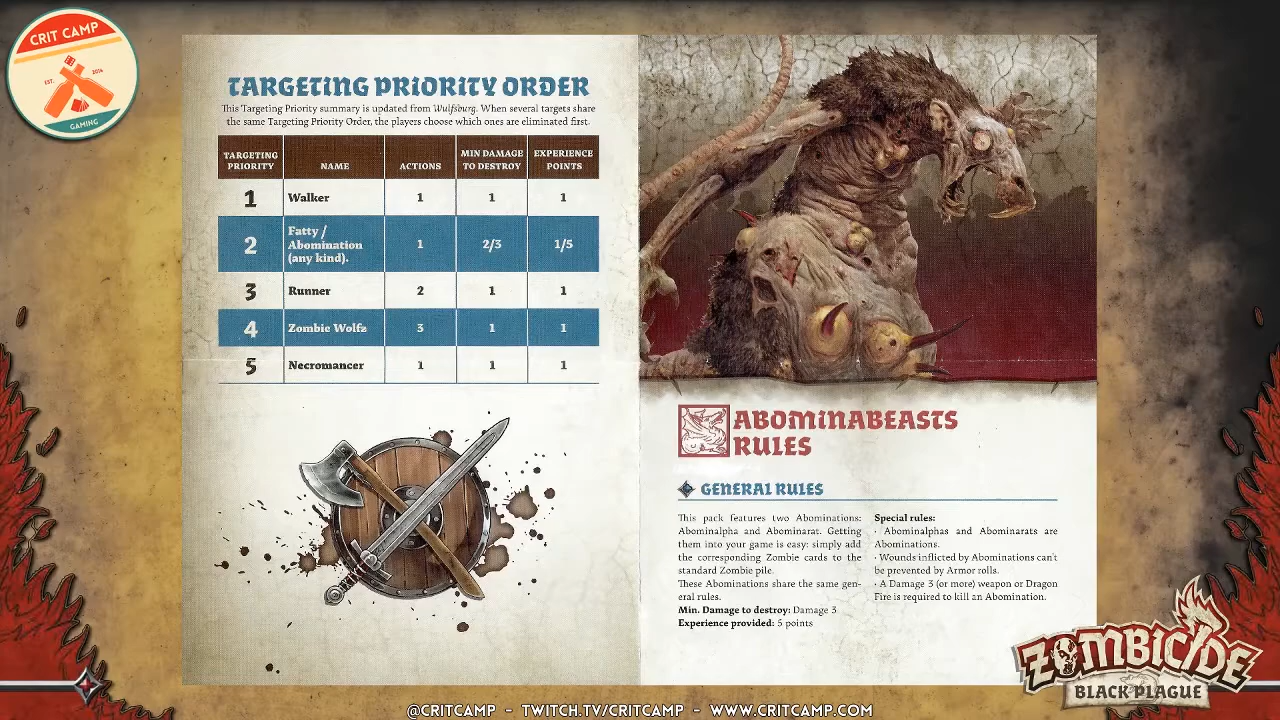 CRIT CAMP
EST. 2014
GAMING
TARGETING PRIORITY ORDER
This Targeting Priority summary is updated from Wulfsburg. When several targets share
the same Targeting Priority Order, the players choose which ones are eliminated first.
TARGETING PRIORITY NAME ACTIONS MIN DAMAGE TO DESTROY EXPERIENCE POINTS
1 Walker 1 1 1
2 Fatty / Abomination (any kind). 1 2/3 1/5
3 Runner 2 1 1
4 Zombie Wolfz 3 1 1
5 Necromancer 1 1 1
ABOMINABEASTS
RULES
GENERAL RULES
This pack features two Abominations:
Abominalpha and Abominarat. Getting
them into your game is easy: simply add
the corresponding Zombie cards to the
standard Zombie pile.
These Abominations share the same gen-
eral rules.
Min. Damage to destroy: Damage 3
Experience provided: 5 points
Special rules:
· Abominalphas and Abominarats are
Abominations.
· Wounds inflicted by Abominations can't
be prevented by Armor rolls.
· A Damage 3 (or more) weapon or Dragon
Fire is required to kill an Abomination.
ZOMBICIDE
BLACK PLAGUE
@CRITCAMP - TWITCH.TV/CRITCAMP - WWW.CRITCAMP.COM